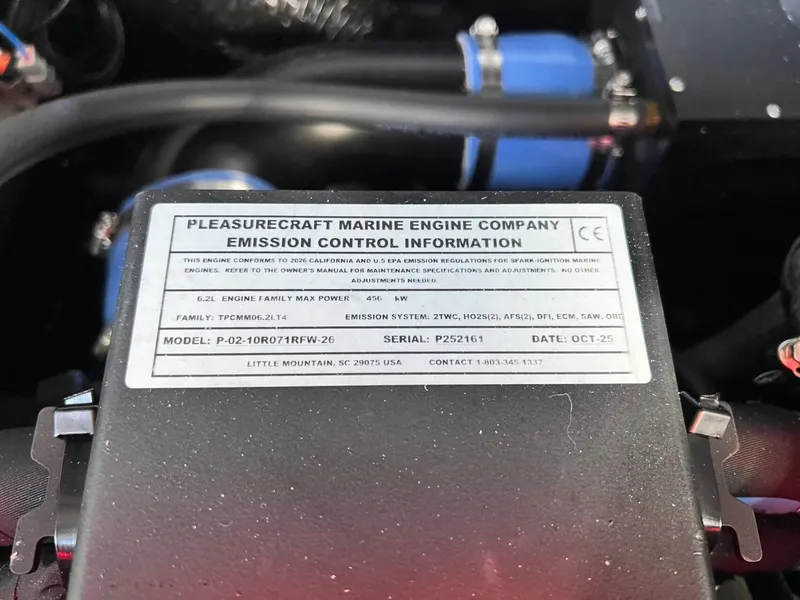 PLEASURECRAFT MARINE ENGINE COMPANY
EMISSION CONTROL INFORMATION
CE
THIS ENGINE CONFORMS TO 2026 CALIFORNIA AND U.S EPA EMISSION REGULATIONS FOR SPARK-IGNITION MARINE
ENGINES. REFER TO THE OWNER'S MANUAL FOR MAINTENANCE SPECIFICATIONS AND ADJUSTMENTS. NO OTHER
ADJUSTMENTS NEEDED.
6.2L ENGINE FAMILY MAX POWER 456 kW
FAMILY: TPCMM06.2LT4 EMISSION SYSTEM: 2TWC, HO2S(2), AFS(2), DFI, ECM, SAW, OBD
MODEL: P-02-10R071RFW-26 SERIAL: P252161 DATE: OCT-25
LITTLE MOUNTAIN, SC 29075 USA CONTACT 1-803-345-1337